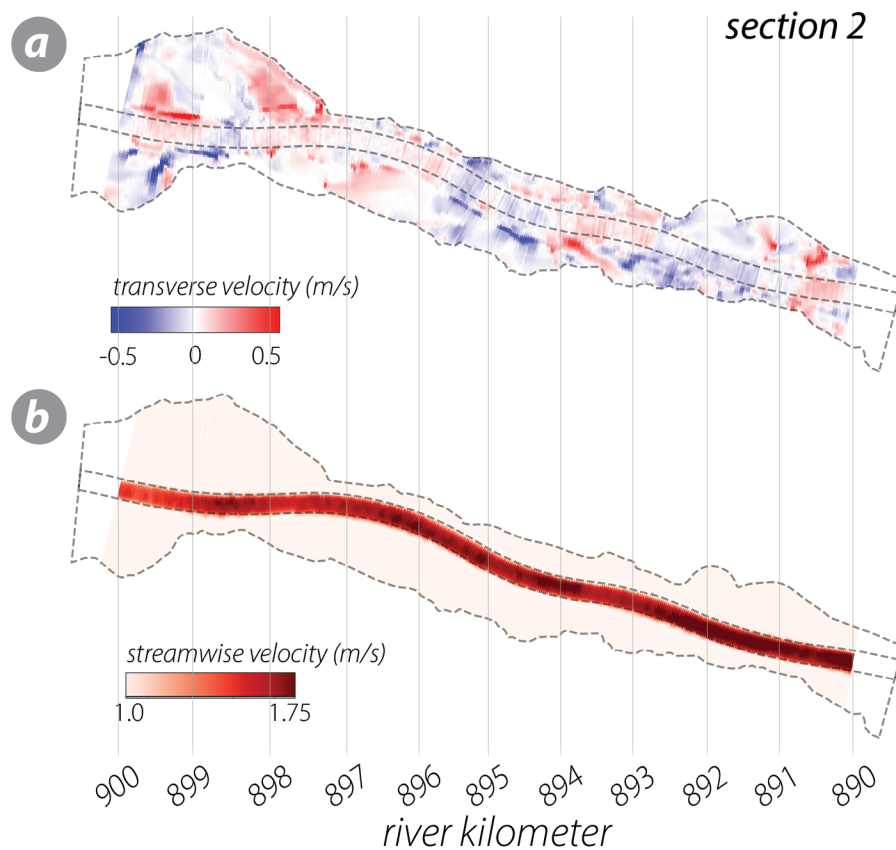 a
section 2
transverse velocity (m/s)
-0.5 0 0.5
b
streamwise velocity (m/s)
1.0 1.75
900 899 898 897 896 895 894 893 892 891 890
river kilometer